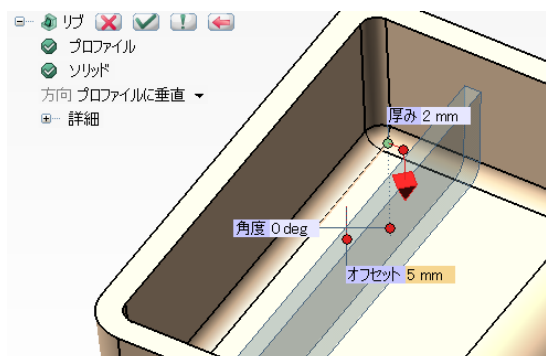 リブ
プロファイル
ソリッド
方向 プロファイルに垂直
詳細
厚み 2 mm
角度 0 deg
オフセット 5 mm